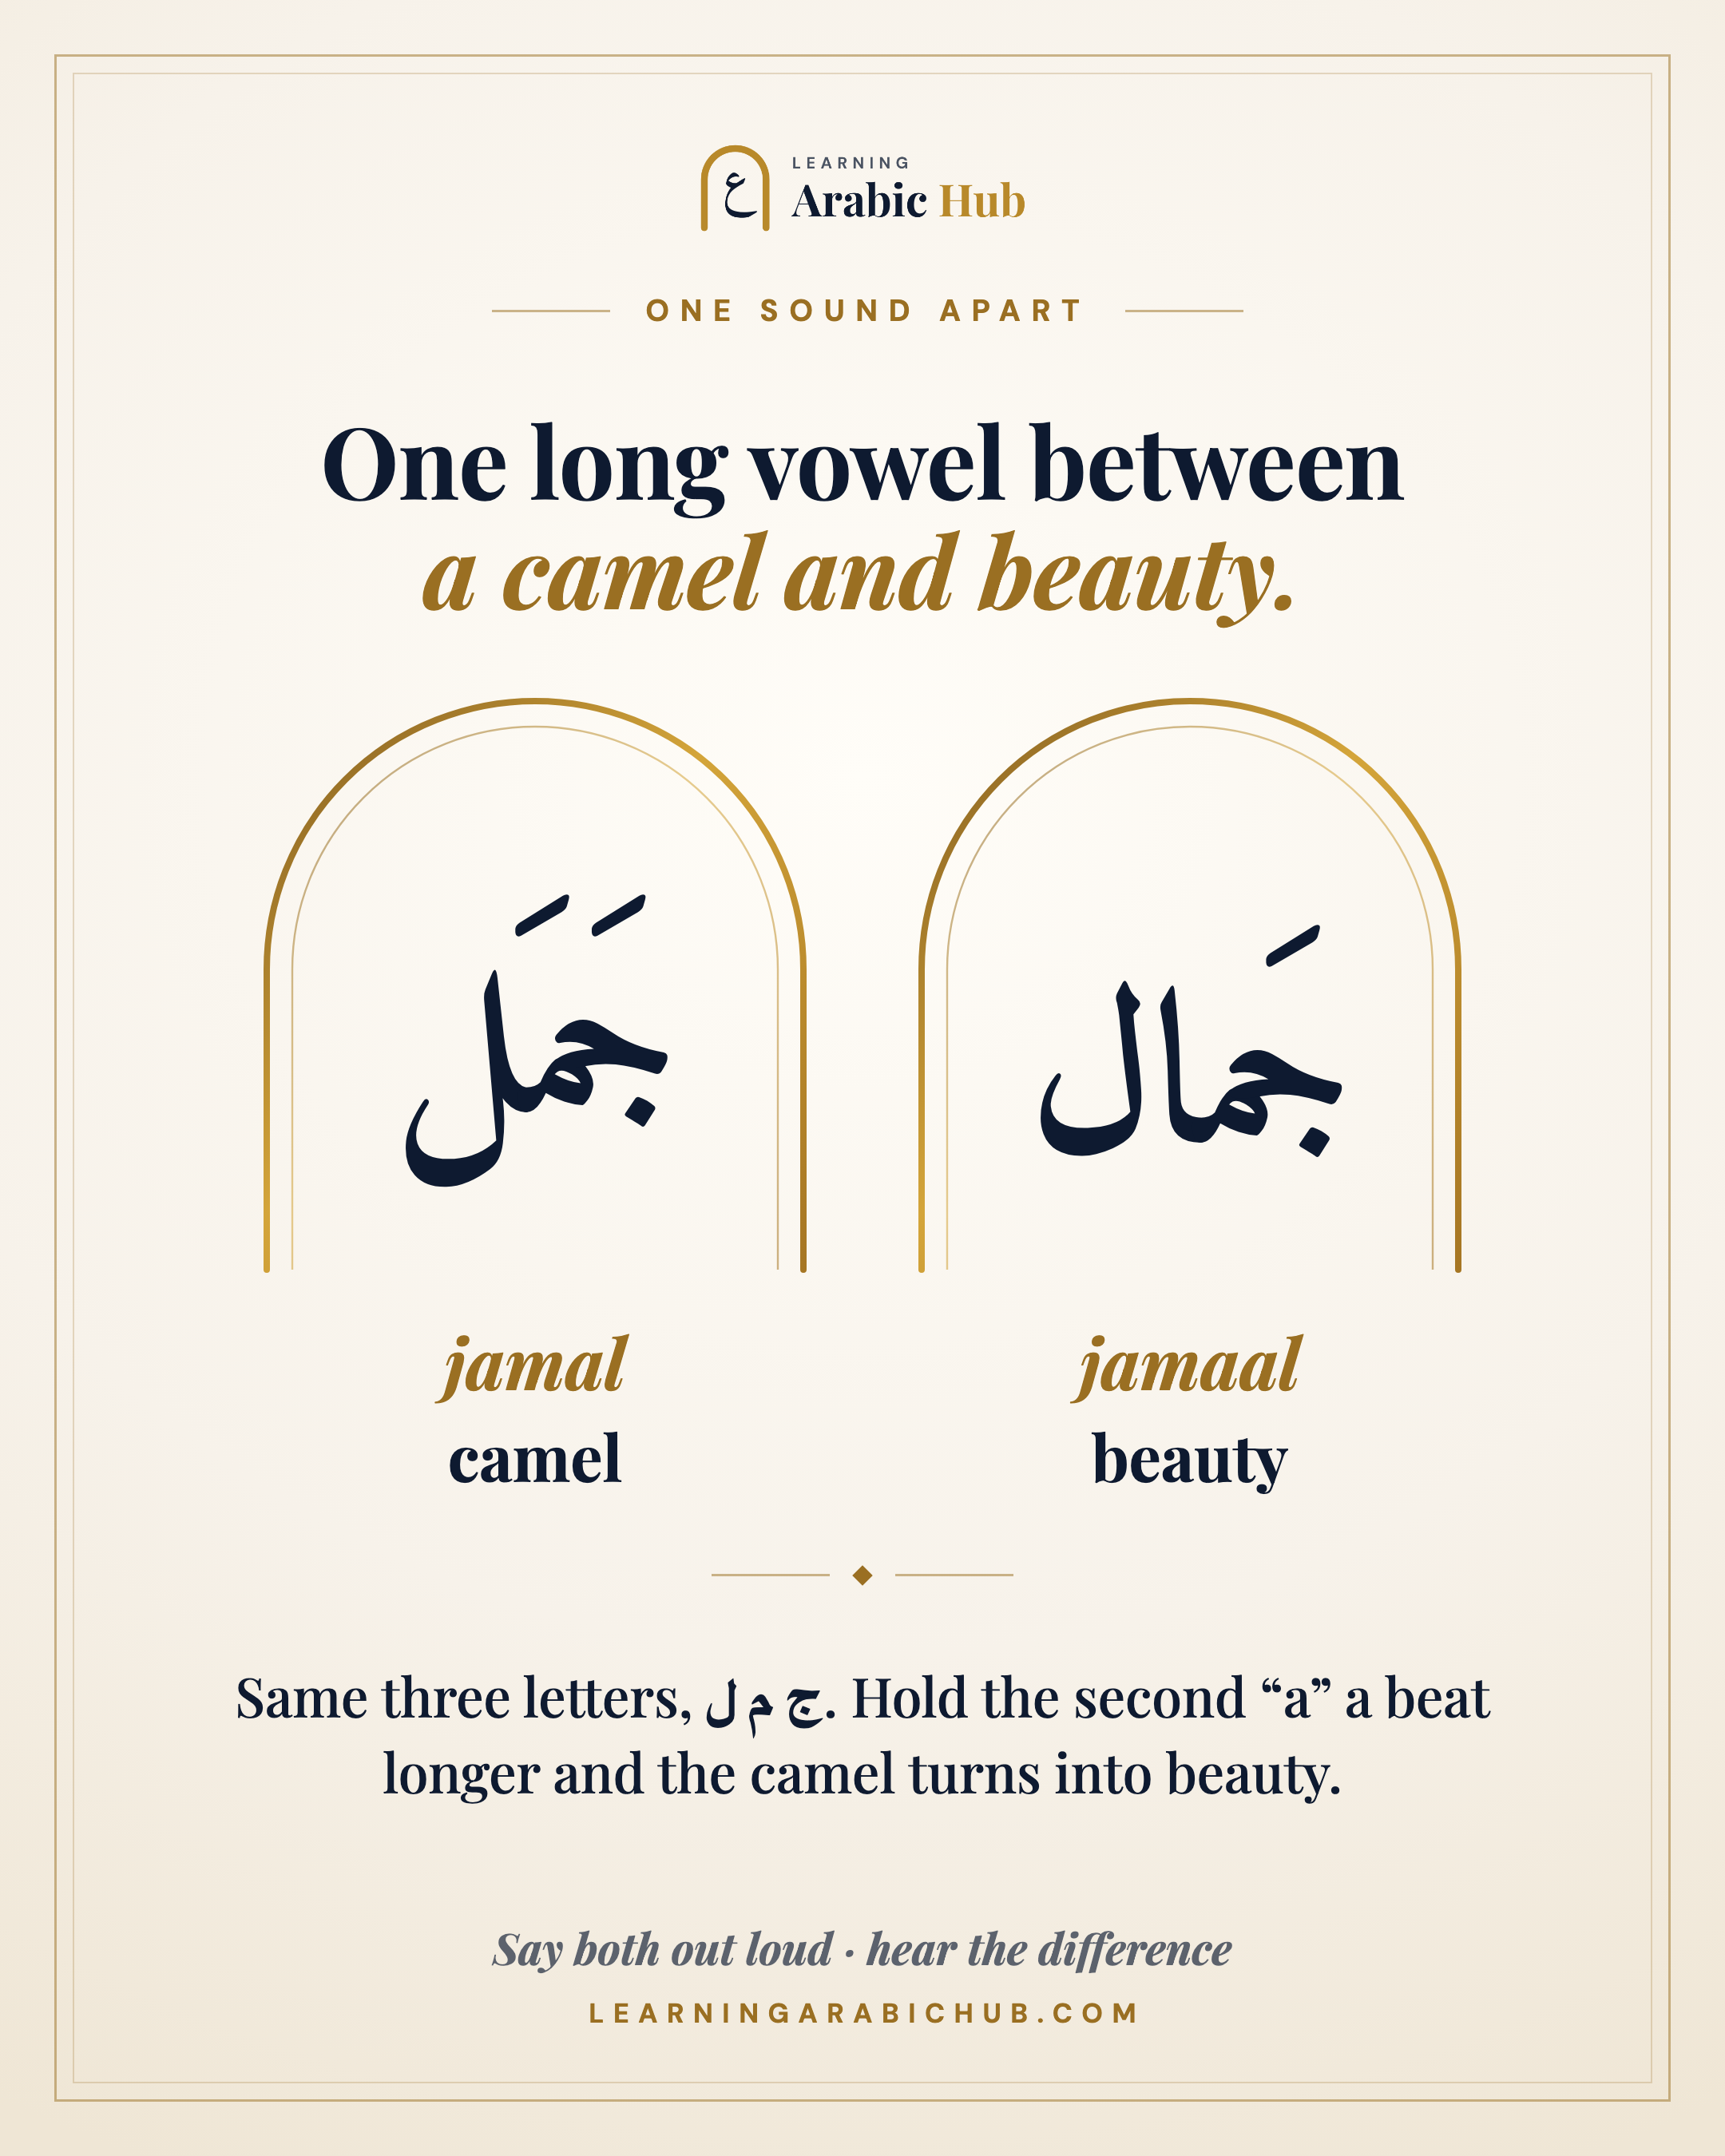 ع
LEARNING
Arabic Hub
ONE SOUND APART
One long vowel between
a camel and beauty.
جَمَل
جَمال
jamal
jamaal
camel
beauty
Same three letters, ج م ل. Hold the second “a” a beat
longer and the camel turns into beauty.
Say both out loud · hear the difference
LEARNINGARABICHUB.COM